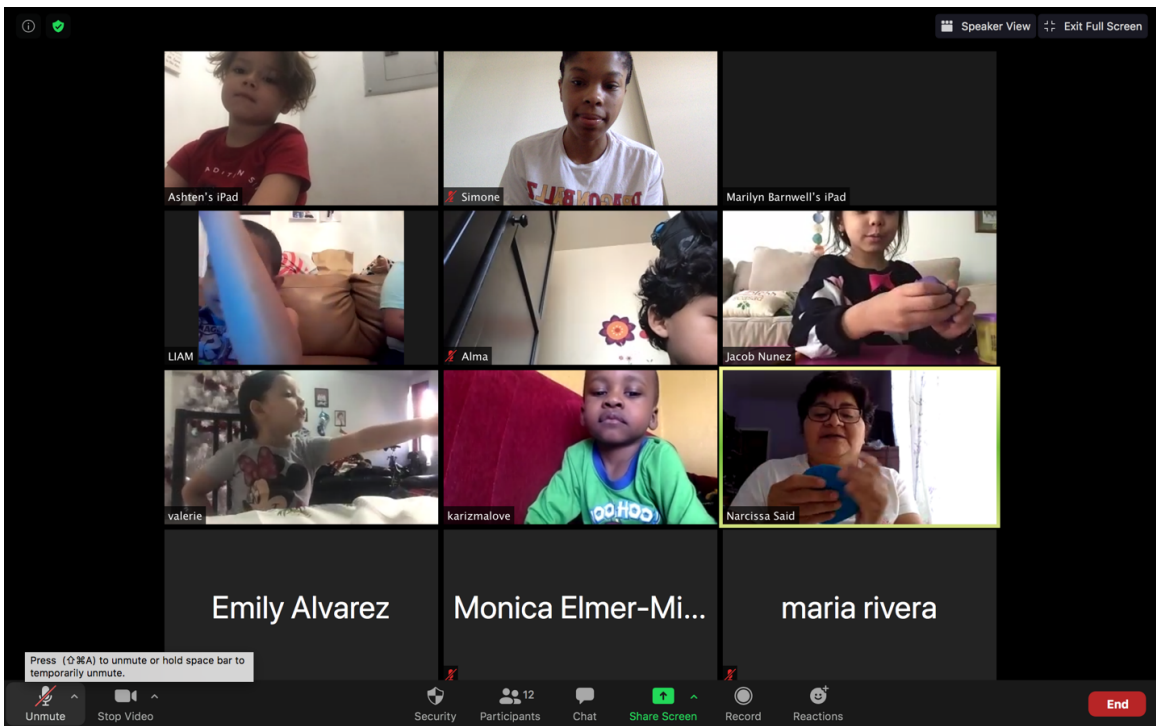 Speaker View
Exit Full Screen
Ashten's iPad
Simone
Marilyn Barnwell's iPad
LIAM
Alma
Jacob Nunez
valerie
OO HOO
karizmalove
Narcissa Said
Emily Alvarez
Monica Elmer-Mi...
maria rivera
Press (⇧⌘A) to unmute or hold space bar to
temporarily unmute.
Unmute
Stop Video
Security
Participants
12
Chat
Share Screen
Record
Reactions
End